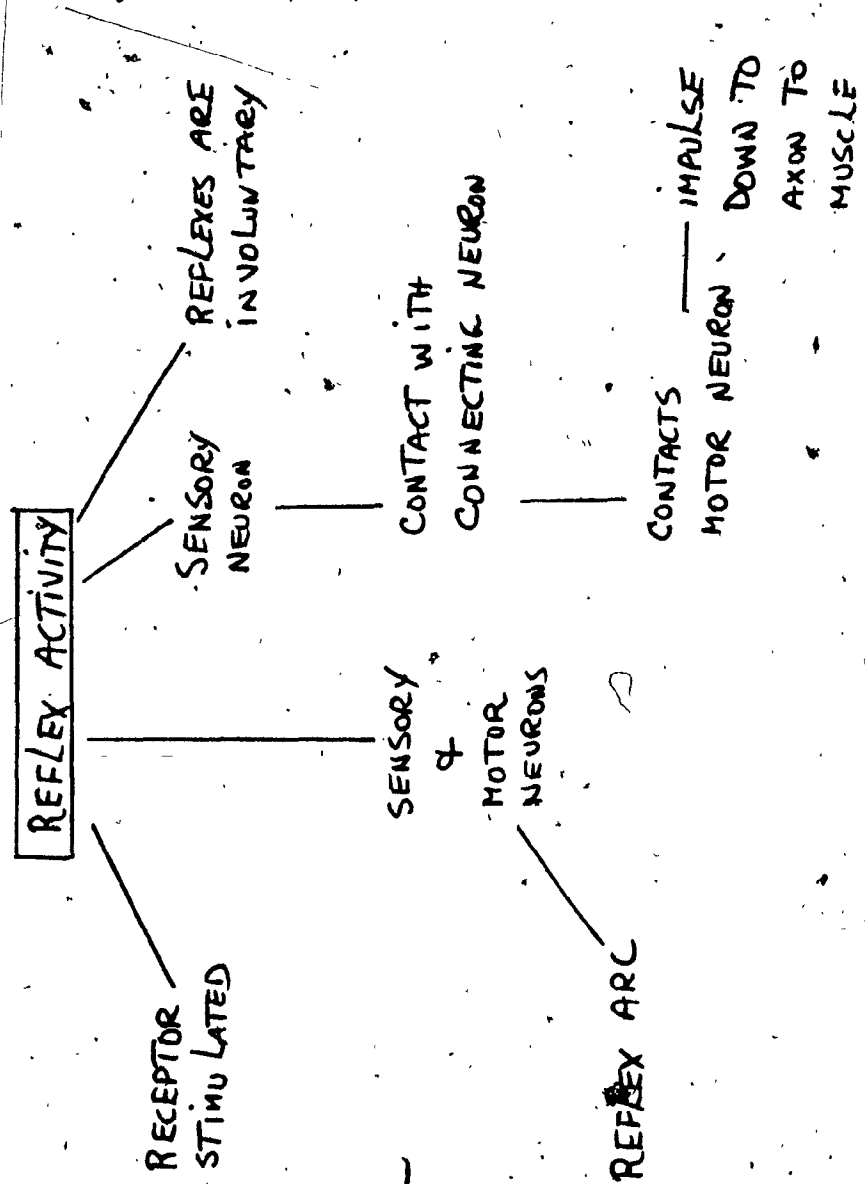 REFLEX ACTIVITY
RECEPTOR
STIMULATED
SENSORY
&
MOTOR
NEURONS
REFLEX ARC
SENSORY
NEURON
CONTACT WITH
CONNECTING NEURON
CONTACTS
MOTOR NEURON
IMPULSE
DOWN TO
AXON TO
MUSCLE
REFLEXES ARE
INVOLUNTARY